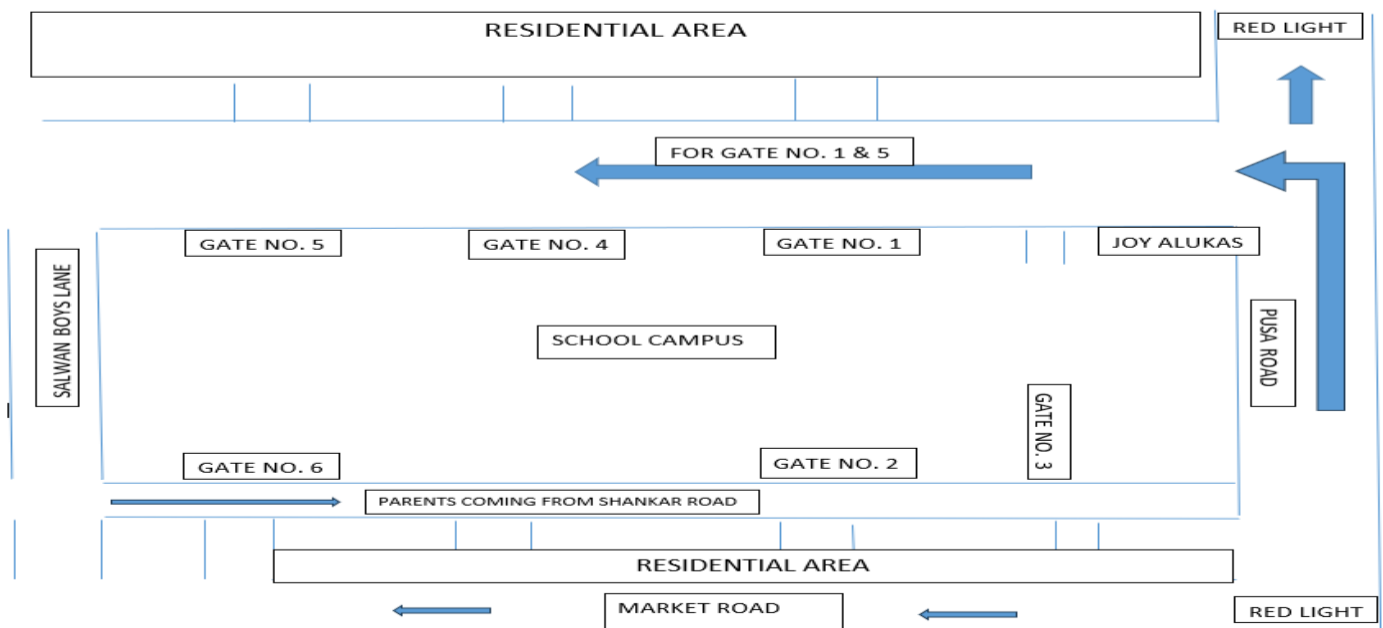 RESIDENTIAL AREA
RED LIGHT
FOR GATE NO. 1 & 5
GATE NO. 5
GATE NO. 4
GATE NO. 1
JOY ALUKAS
SALWAN BOYS LANE
SCHOOL CAMPUS
PUSA ROAD
GATE NO. 3
GATE NO. 6
GATE NO. 2
PARENTS COMING FROM SHANKAR ROAD
RESIDENTIAL AREA
MARKET ROAD
RED LIGHT